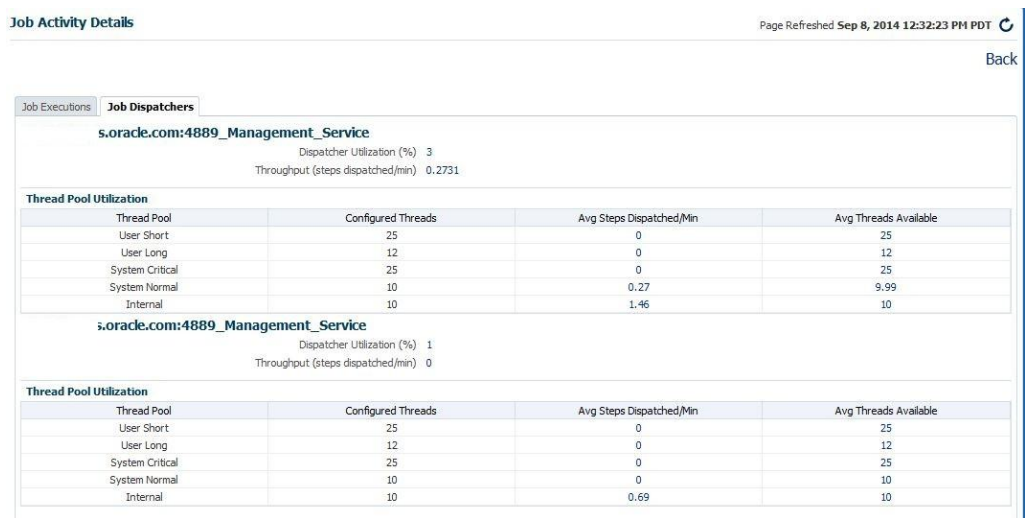 Job Activity Details
Page Refreshed Sep 8, 2014 12:32:23 PM PDT
Back
Job Executions Job Dispatchers
s.oracle.com:4889_Management_Service
Dispatcher Utilization (%) 3
Throughput (steps dispatched/min) 0.2731
Thread Pool Utilization
Thread Pool Configured Threads Avg Steps Dispatched/Min Avg Threads Available
User Short 25 0 25
User Long 12 0 12
System Critical 25 0 25
System Normal 10 0.27 9.99
Internal 10 1.46 10
s.oracle.com:4889_Management_Service
Dispatcher Utilization (%) 1
Throughput (steps dispatched/min) 0
Thread Pool Utilization
Thread Pool Configured Threads Avg Steps Dispatched/Min Avg Threads Available
User Short 25 0 25
User Long 12 0 12
System Critical 25 0 25
System Normal 10 0 10
Internal 10 0.69 10